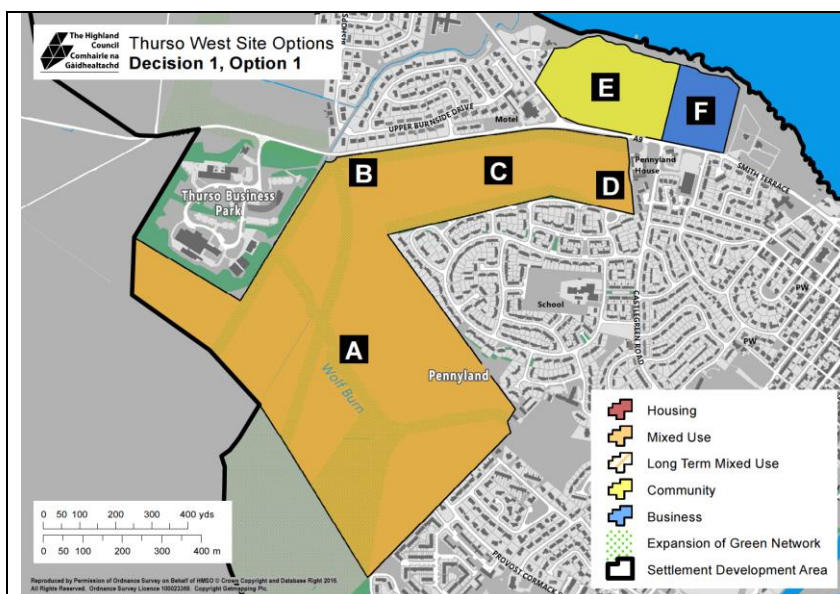 The Highland
Council
Comhairle na
Gàidhealtachd
Thurso West Site Options
Decision 1, Option 1
E
F
UPPER BURNSIDE DRIVE
Motel
A9
Pennyland
House
SMITH TERRACE
B
C
D
Thurso Business
Park
School
CASTLEGREEN ROAD
PW
PW
A
Wolf Burn
Pennyland
PROVOST CORMACK
Housing
Mixed Use
Long Term Mixed Use
Community
Business
Expansion of Green Network
Settlement Development Area
0 50 100 200 300 400 yds
0 50 100 200 300 400 m
Reproduced by Permission of Ordnance Survey on Behalf of HMSO © Crown Copyright and Database Right 2015
All Rights Reserved. Ordnance Survey Licence 100023369. Copyright Getmapping Plc.